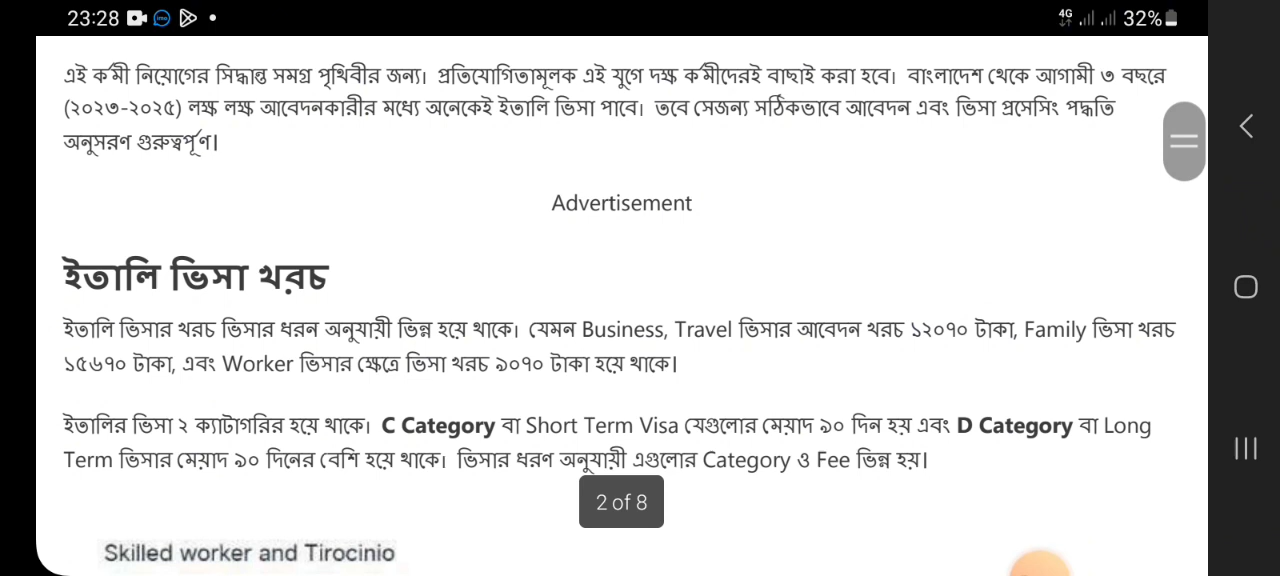 23:28
4G 32%
এই কর্মী নিয়োগের সিদ্ধান্ত সমগ্র পৃথিবীর জন্য। প্রতিযোগিতামূলক এই যুগে দক্ষ কর্মীদেরই বাছাই করা হবে। বাংলাদেশ থেকে আগামী ৩ বছরে
(২০২৩-২০২৫) লক্ষ লক্ষ আবেদনকারীর মধ্যে অনেকেই ইতালি ভিসা পাবে। তবে সেজন্য সঠিকভাবে আবেদন এবং ভিসা প্রসেসিং পদ্ধতি
অনুসরণ গুরুত্বপূর্ণ।
Advertisement
ইতালি ভিসা খরচ
ইতালি ভিসার খরচ ভিসার ধরন অনুযায়ী ভিন্ন হয়ে থাকে। যেমন Business, Travel ভিসার আবেদন খরচ ১২০৭০ টাকা, Family ভিসা খরচ
১৫৬৭০ টাকা, এবং Worker ভিসার ক্ষেত্রে ভিসা খরচ ৯০৭০ টাকা হয়ে থাকে।
ইতালির ভিসা ২ ক্যাটাগরির হয়ে থাকে। C Category বা Short Term Visa যেগুলোর মেয়াদ ৯০ দিন হয় এবং D Category বা Long
Term ভিসার মেয়াদ ৯০ দিনের বেশি হয়ে থাকে। ভিসার ধরণ অনুযায়ী এগুলোর Category ও Fee ভিন্ন হয়।
2 of 8
Skilled worker and Tirocinio